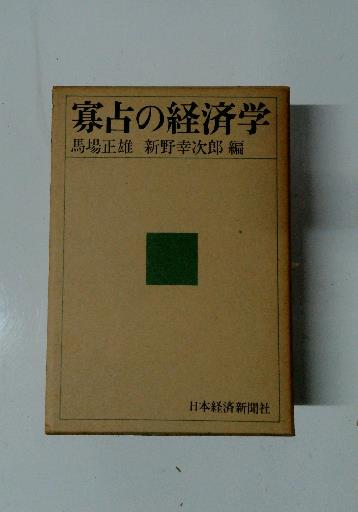 寡占の経済学
馬場正雄 新野幸次郎 編
日本経済新聞社